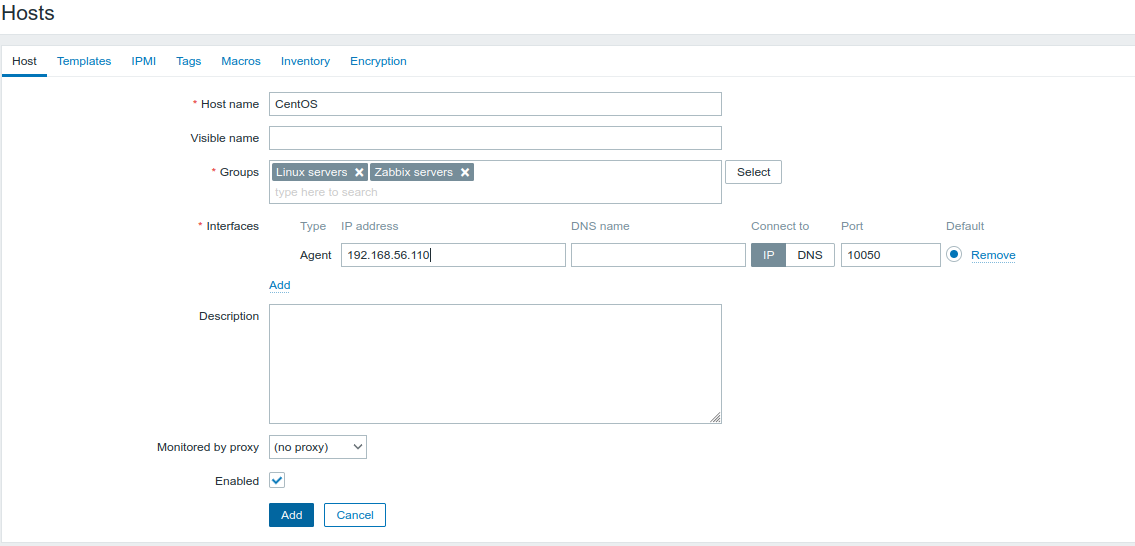 Hosts
Host Templates IPMI Tags Macros Inventory Encryption
* Host name CentOS
Visible name
* Groups Linux servers Zabbix servers Select
type here to search
* Interfaces Type IP address DNS name Connect to Port Default
Agent 192.168.56.110 IP DNS 10050 Remove
Add
Description
Monitored by proxy (no proxy)
Enabled
Add Cancel